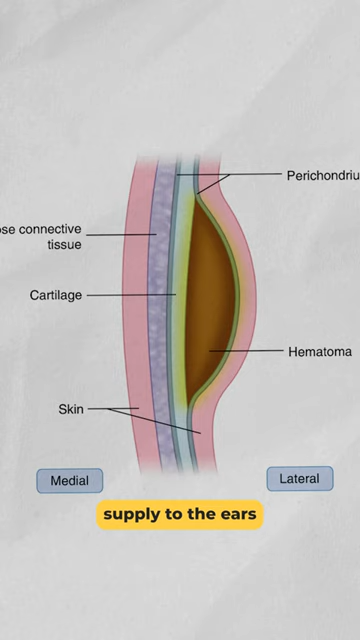 Perichondriu
ose connective
tissue
Cartilage
Hematoma
Skin
Medial
Lateral
supply to the ears